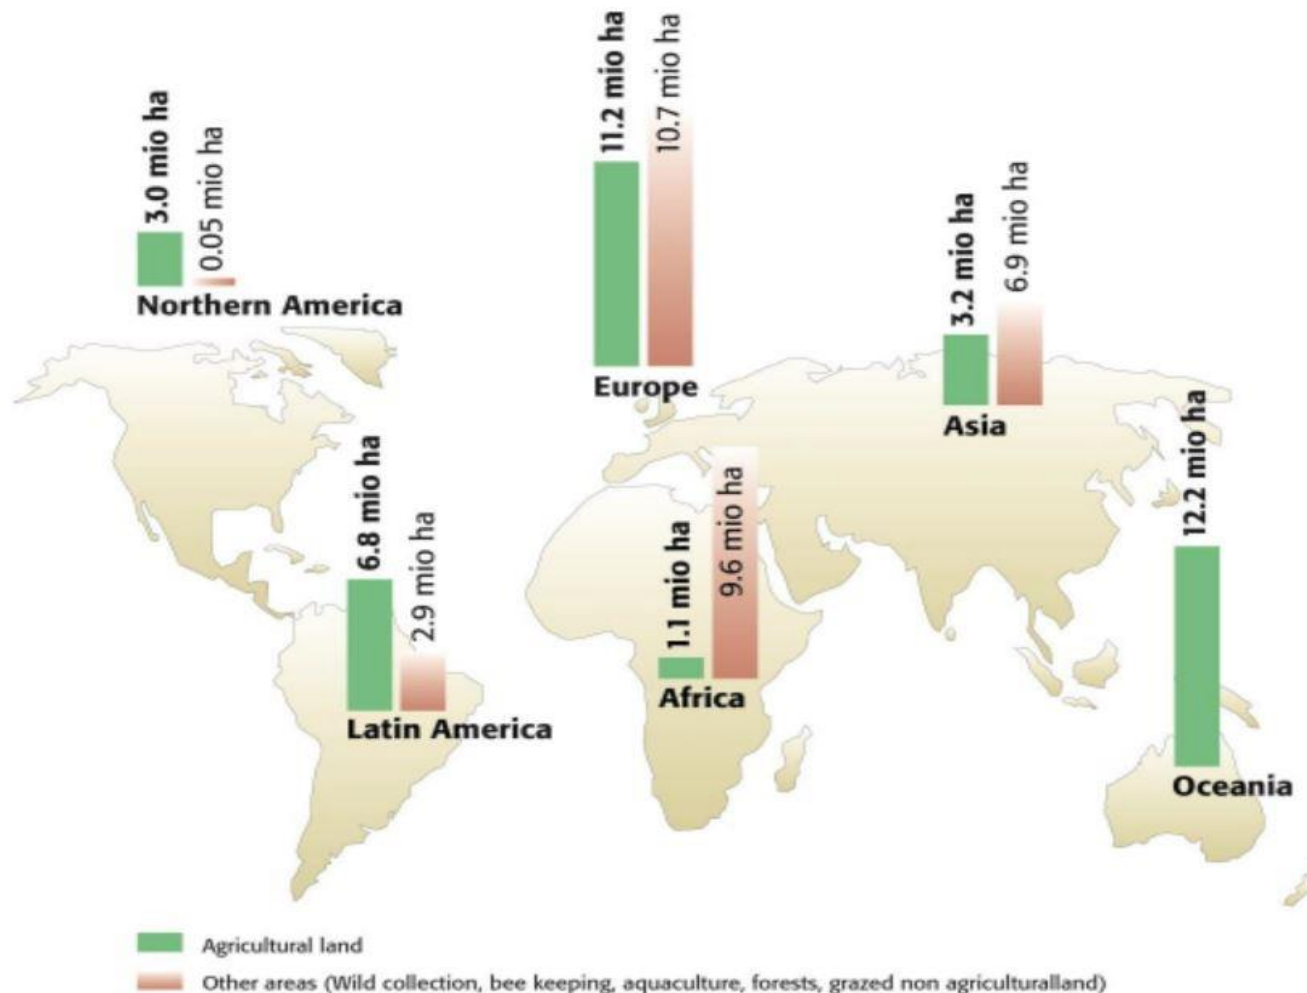 3.0 mio ha
0.05 mio ha
Northern America
11.2 mio ha
10.7 mio ha
Europe
3.2 mio ha
6.9 mio ha
Asia
6.8 mio ha
2.9 mio ha
Latin America
1.1 mio ha
9.6 mio ha
Africa
12.2 mio ha
Oceania
Agricultural land
Other areas (Wild collection, bee keeping, aquaculture, forests, grazed non agriculturalland)